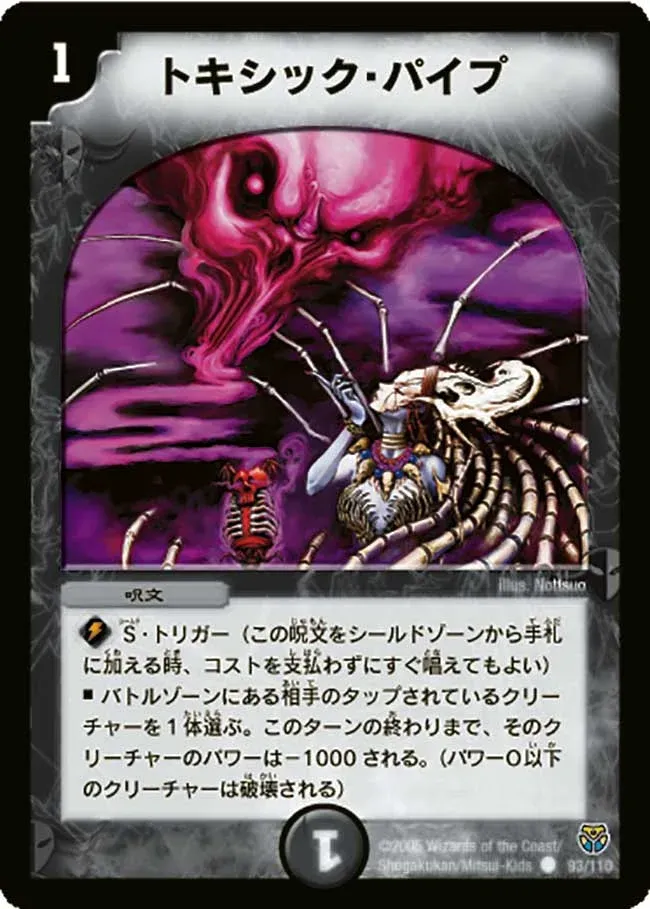 1
トキシック・パイプ
illus. Nottsuo
呪文
S・トリガー（この呪文をシールドゾーンから手札
に加える時、コストを支払わずにすぐ唱えてもよい）
■ バトルゾーンにある相手のタップされているクリー
チャーを1体選ぶ。このターンの終わりまで、そのク
リーチャーのパワーは－1000 される。（パワー0以下
のクリーチャーは破壊される）
1
©2005 Wizards of the Coast/
Shogakukan/Mitsui-Kids
93/110